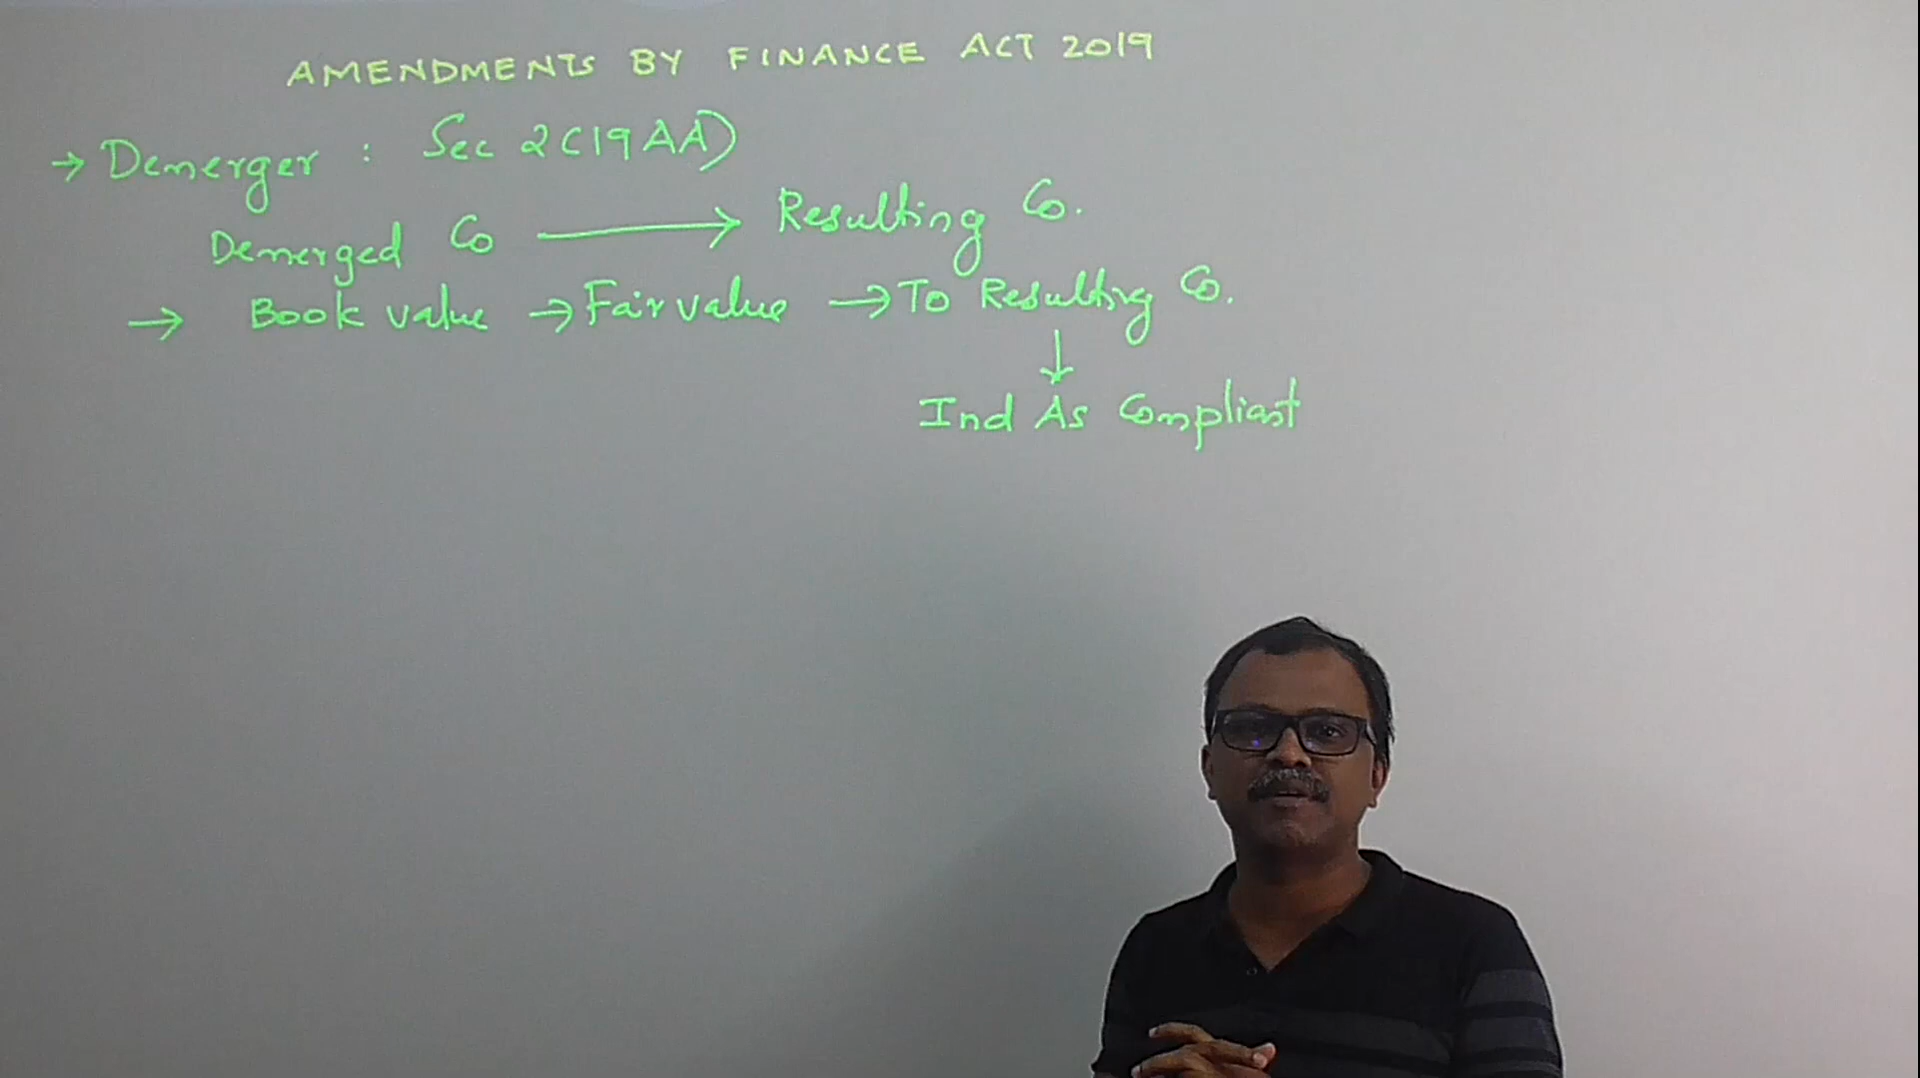 AMENDMENTS BY FINANCE ACT 2019
→ Demerger : Sec 2(19AA)
Demerged Co → Resulting Co.
→ Book value → Fair value → To Resulting Co.
↓
Ind As Compliant